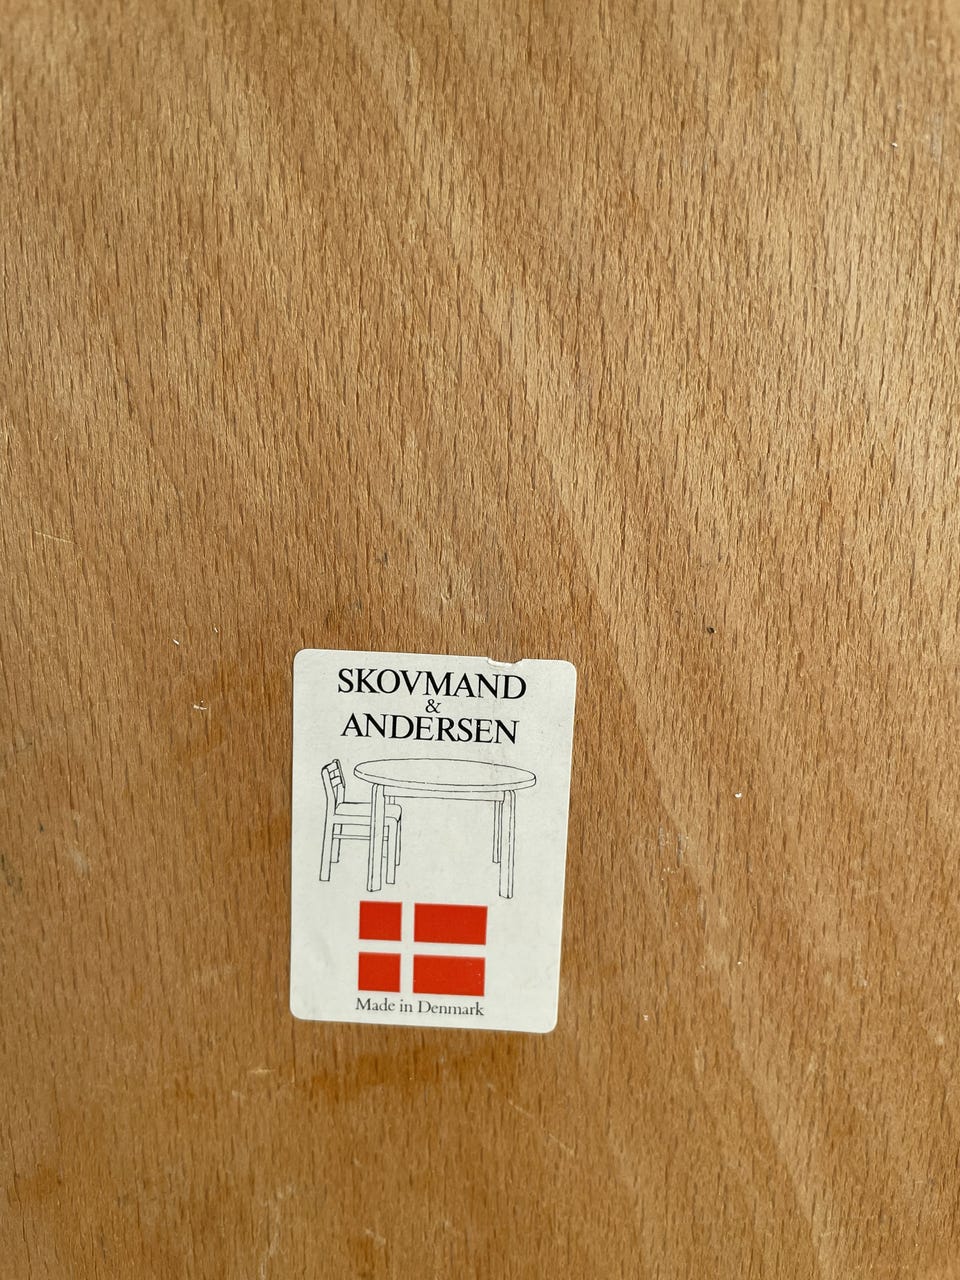 SKOVMAND
&
ANDERSEN
Made in Denmark